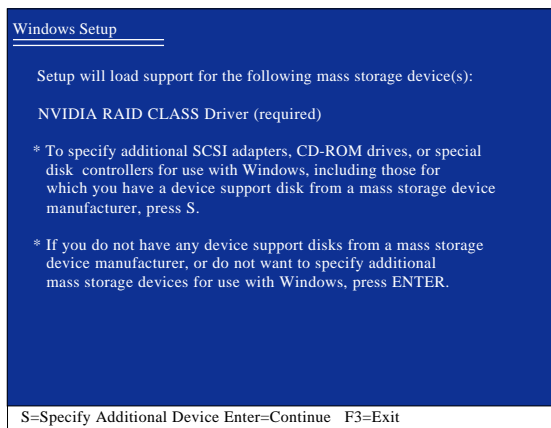 Windows Setup
Setup will load support for the following mass storage device(s):
NVIDIA RAID CLASS Driver (required)
* To specify additional SCSI adapters, CD-ROM drives, or special
disk controllers for use with Windows, including those for
which you have a device support disk from a mass storage device
manufacturer, press S.
* If you do not have any device support disks from a mass storage
device manufacturer, or do not want to specify additional
mass storage devices for use with Windows, press ENTER.
S=Specify Additional Device Enter=Continue F3=Exit